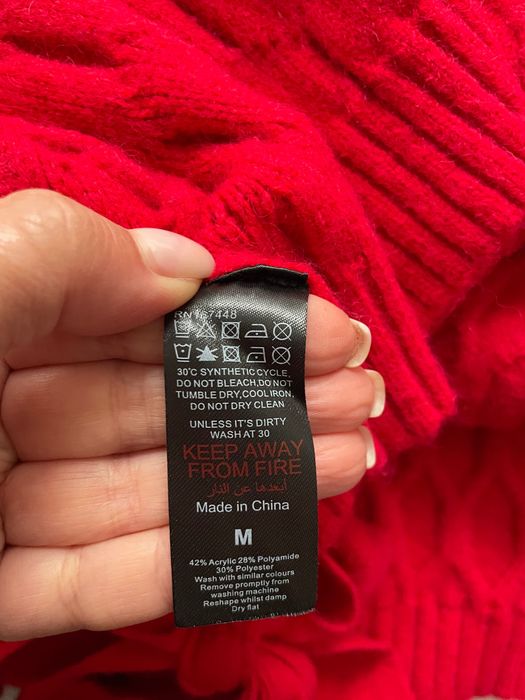 RN167448
30°C SYNTHETIC CYCLE,
DO NOT BLEACH,DO NOT
TUMBLE DRY,COOL IRON,
DO NOT DRY CLEAN
UNLESS IT'S DIRTY
WASH AT 30
KEEP AWAY
FROM FIRE
أبعدها عن النار
Made in China
M
42% Acrylic 28% Polyamide
30% Polyester
Wash with similar colours
Remove promptly from
washing machine
Reshape whilst damp
Dry flat